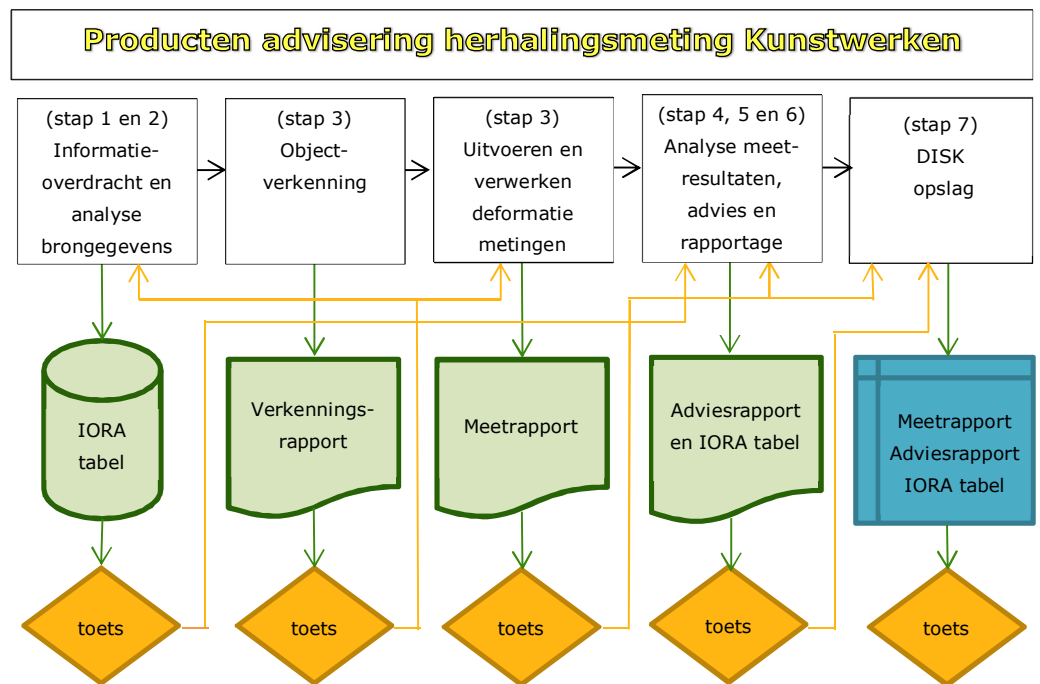 Producten advisering herhalingsmeting Kunstwerken
(stap 1 en 2)
Informatie-
overdracht en
analyse
brongegevens
(stap 3)
Object-
verkenning
(stap 3)
Uitvoeren en
verwerken
deformatie
metingen
(stap 4, 5 en 6)
Analyse meet-
resultaten,
advies en
rapportage
(stap 7)
DISK
opslag
IORA
tabel
Verkennings-
rapport
Meetrapport
Adviesrapport
en IORA tabel
Meetrapport
Adviesrapport
IORA tabel
toets
toets
toets
toets
toets